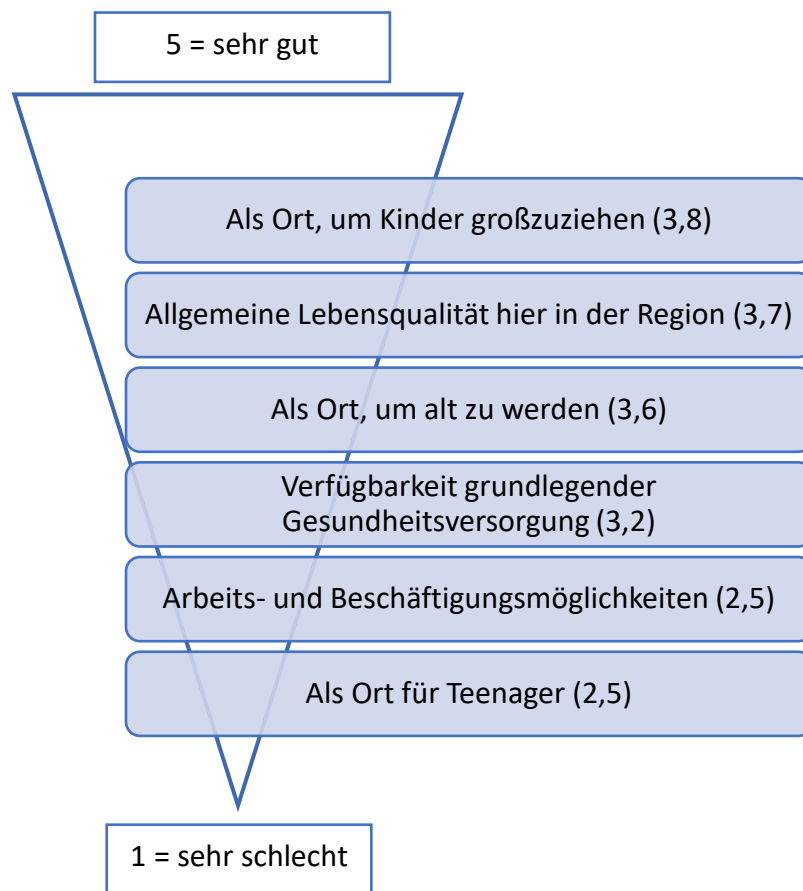 5 = sehr gut
Als Ort, um Kinder großzuziehen (3,8)
Allgemeine Lebensqualität hier in der Region (3,7)
Als Ort, um alt zu werden (3,6)
Verfügbarkeit grundlegender
Gesundheitsversorgung (3,2)
Arbeits- und Beschäftigungsmöglichkeiten (2,5)
Als Ort für Teenager (2,5)
1 = sehr schlecht